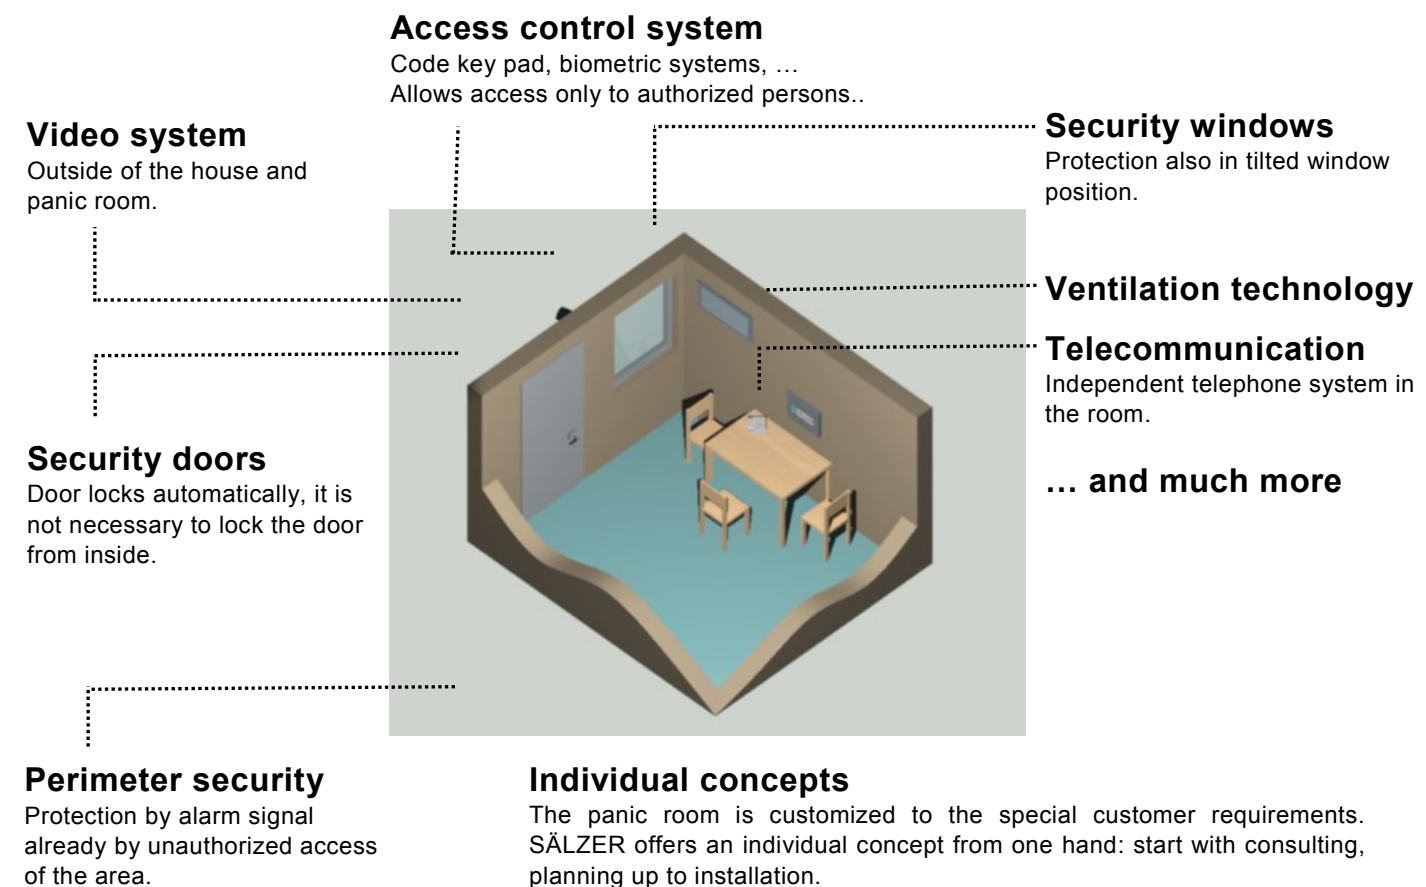 Access control system
Code key pad, biometric systems, …
Allows access only to authorized persons..
Video system
Outside of the house and
panic room.
Security windows
Protection also in tilted window
position.
Ventilation technology
Telecommunication
Independent telephone system in
the room.
… and much more
Security doors
Door locks automatically, it is
not necessary to lock the door
from inside.
Perimeter security
Protection by alarm signal
already by unauthorized access
of the area.
Individual concepts
The panic room is customized to the special customer requirements.
SÄLZER offers an individual concept from one hand: start with consulting,
planning up to installation.